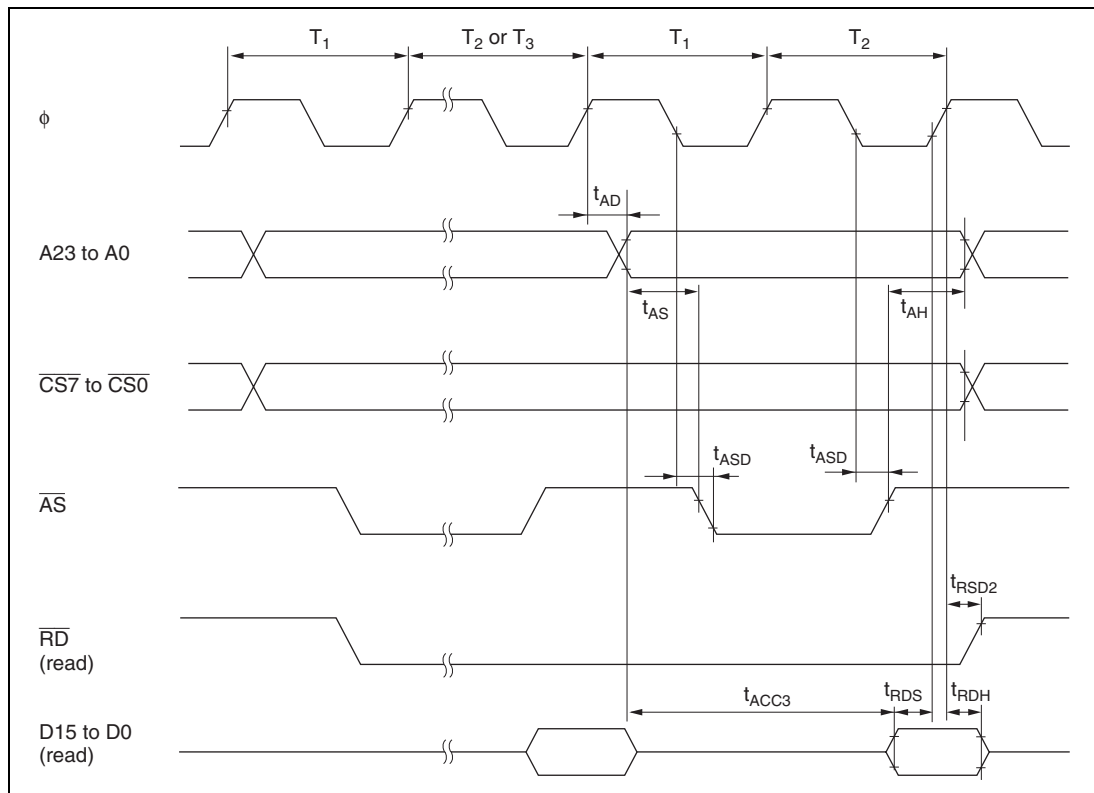 T1 T2 or T3 T1 T2
ϕ
tAD
A23 to A0
tAS tAH
CS7 to CS0
tASD tASD
AS
tRSD2
RD
(read)
tACC3 tRDS tRDH
D15 to D0
(read)